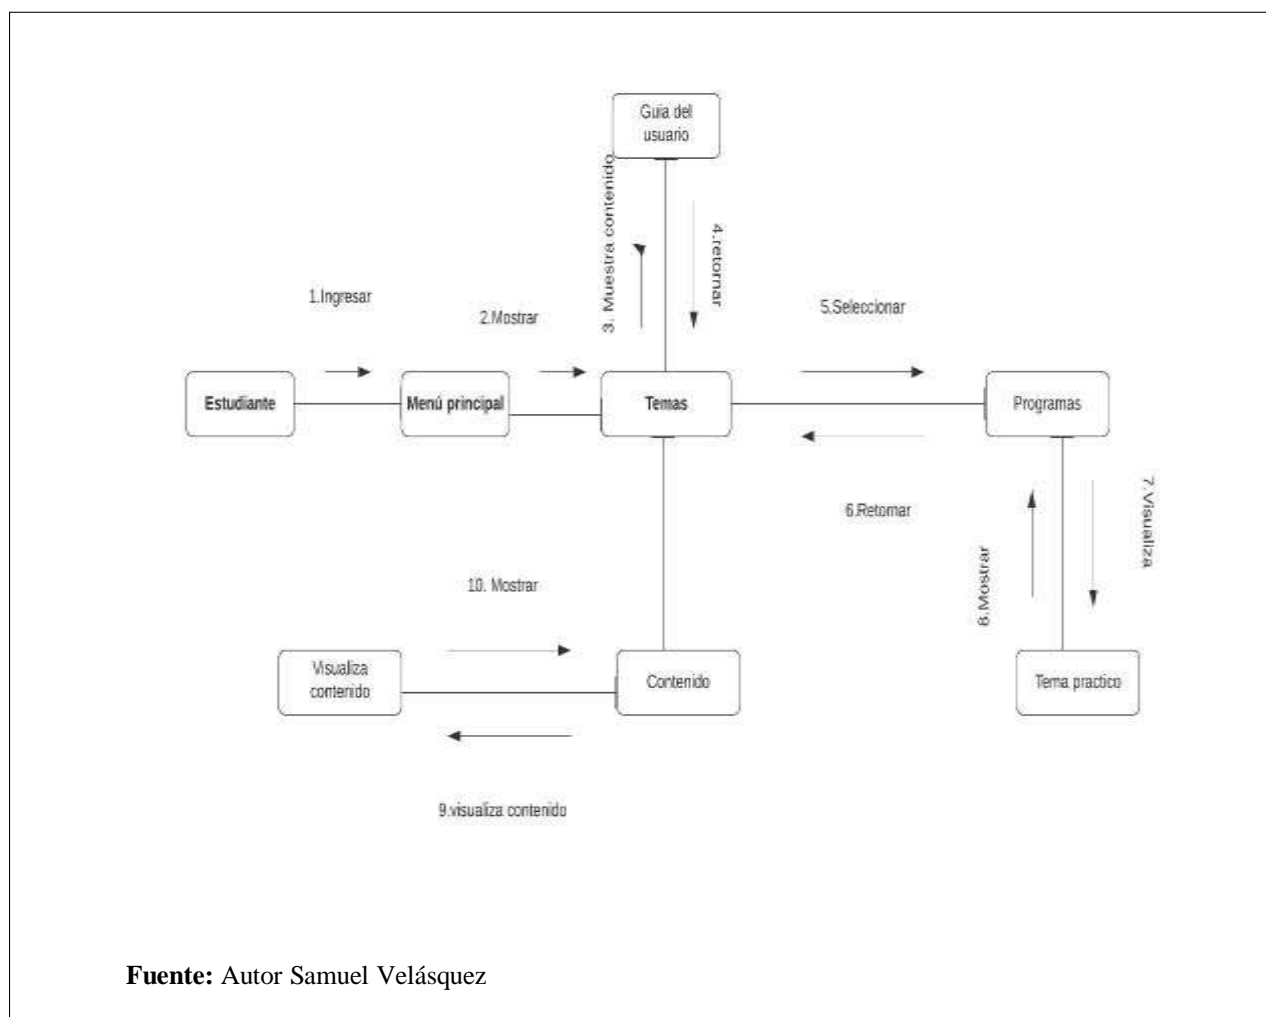 Guia del
usuario
3. Muestra contenido
4.retornar
1.Ingresar
2.Mostrar
5.Seleccionar
Estudiante
Menú principal
Temas
Programas
6.Retornar
7.Visualiza
8.Mostrar
10. Mostrar
Visualiza
contenido
Contenido
Tema practico
9.visualiza contenido
Fuente: Autor Samuel Velásquez